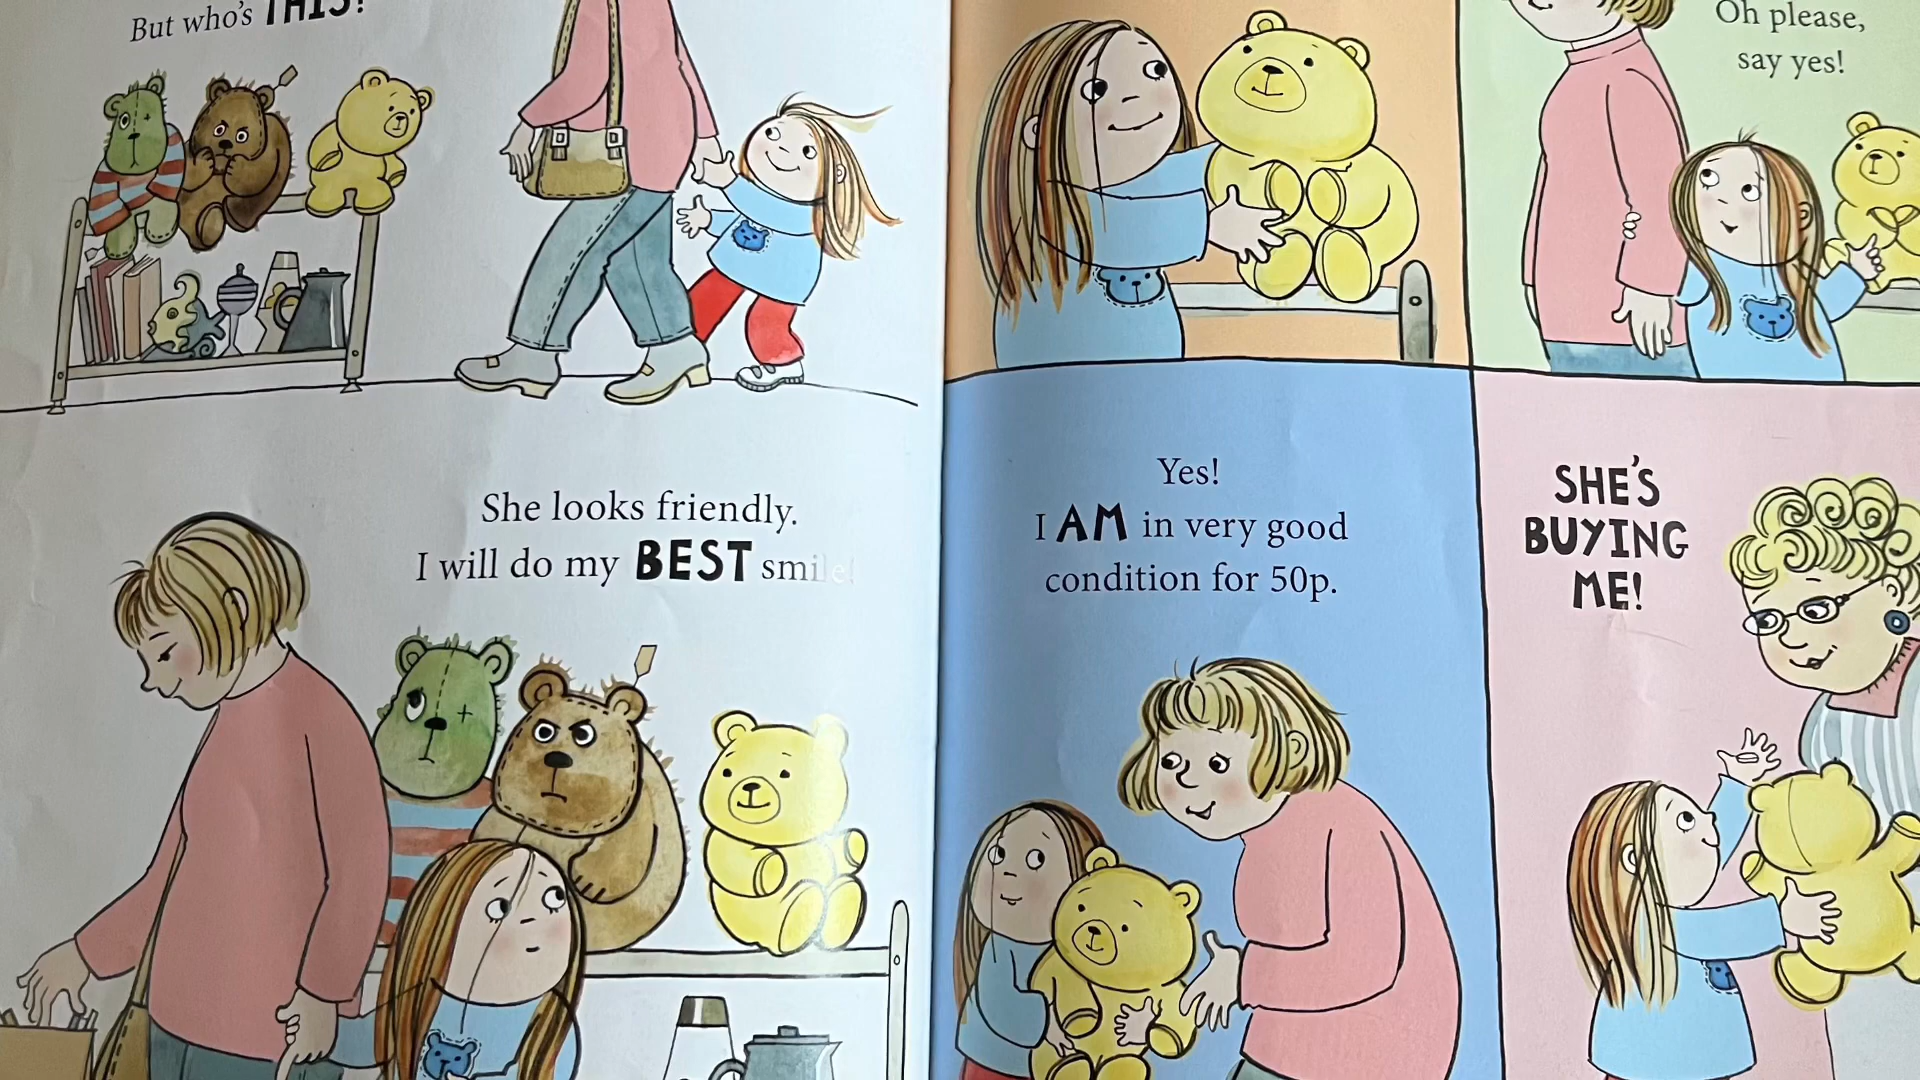 But who's THIS!
She looks friendly.
I will do my BEST smile!
Oh please,
say yes!
Yes!
I AM in very good
condition for 50p.
SHE'S
BUYING
ME!